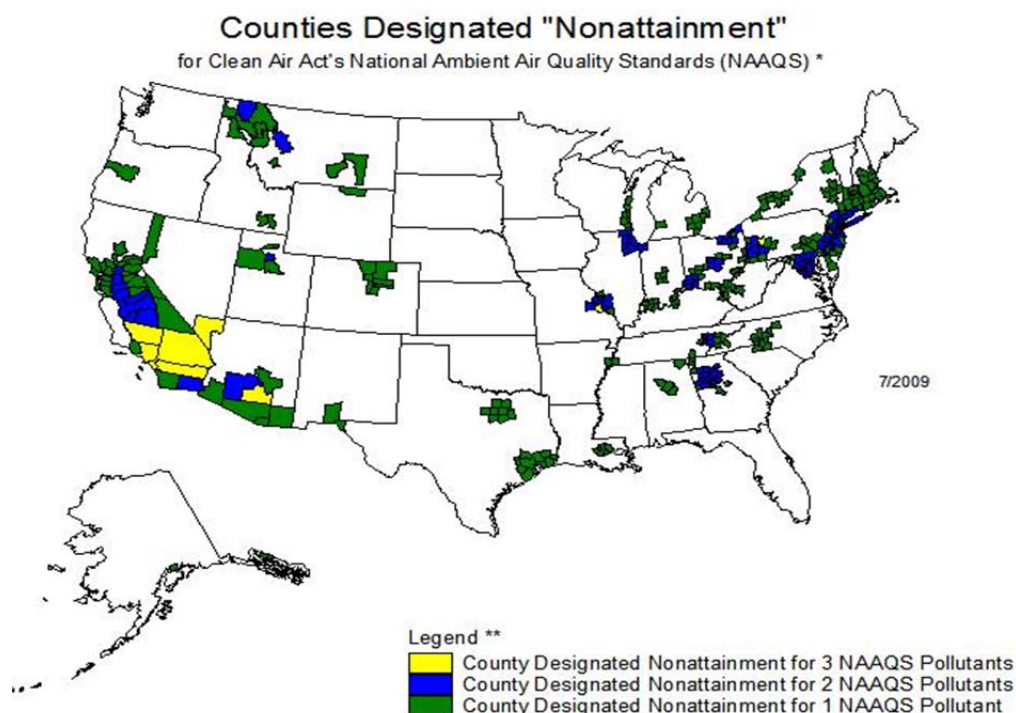 Counties Designated "Nonattainment"
for Clean Air Act's National Ambient Air Quality Standards (NAAQS) *
7/2009
Legend **
County Designated Nonattainment for 3 NAAQS Pollutants
County Designated Nonattainment for 2 NAAQS Pollutants
County Designated Nonattainment for 1 NAAQS Pollutant